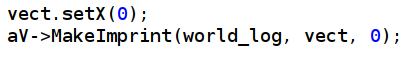 vect.setX(0);
aV->MakeImprint(world_log, vect, 0);